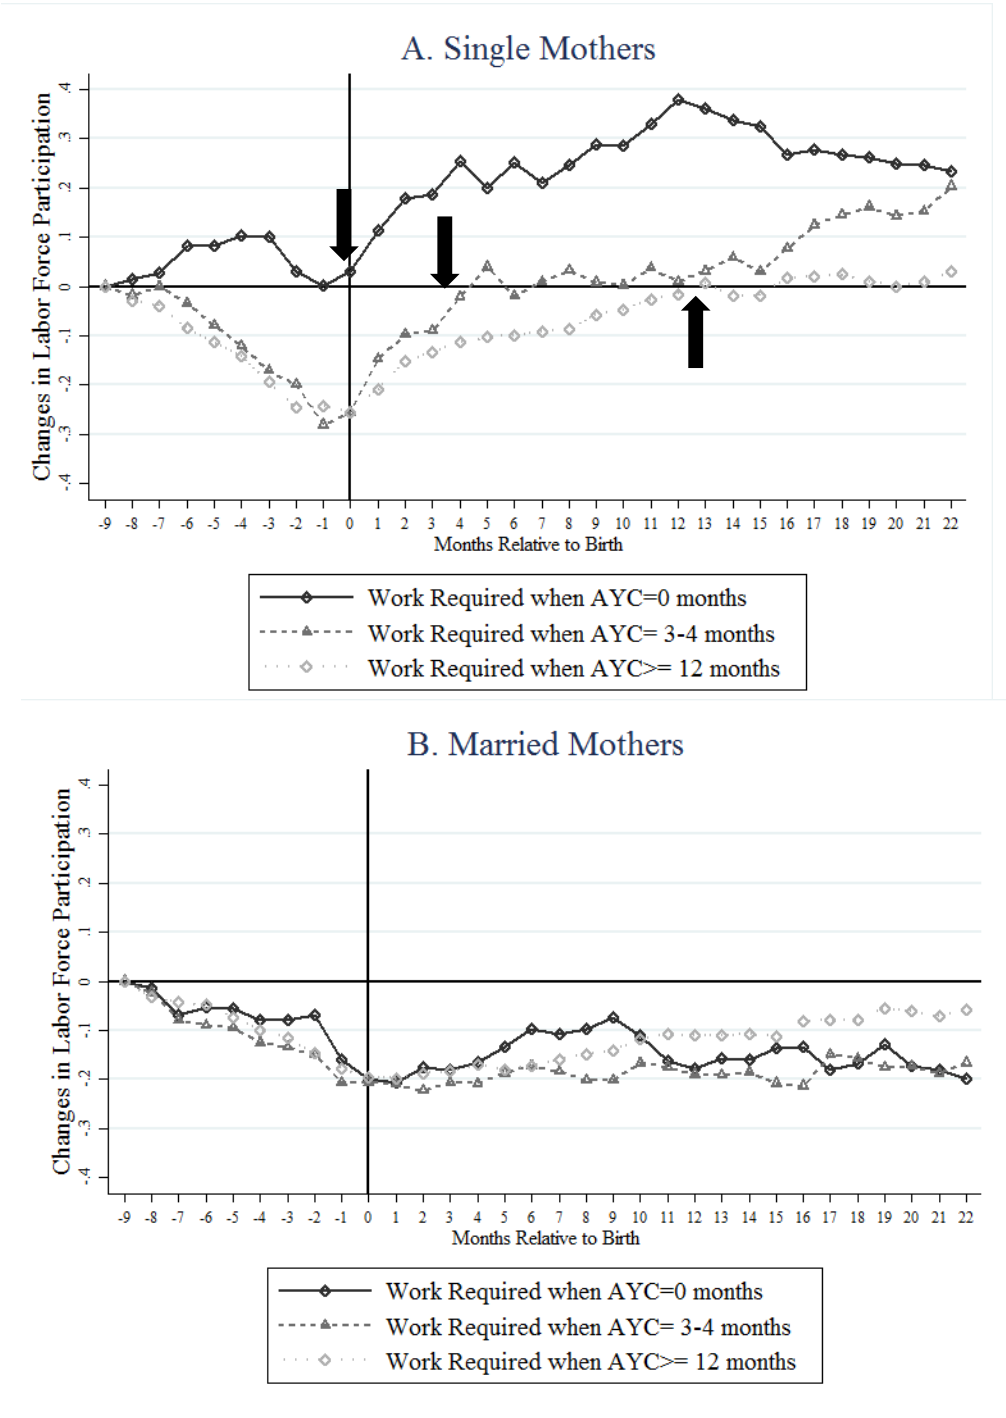 A. Single Mothers
Changes in Labor Force Participation
.4
.3
.2
.1
0
-.1
-.2
-.3
-.4
-9 -8 -7 -6 -5 -4 -3 -2 -1 0 1 2 3 4 5 6 7 8 9 10 11 12 13 14 15 16 17 18 19 20 21 22
Months Relative to Birth
Work Required when AYC=0 months
Work Required when AYC= 3-4 months
Work Required when AYC>= 12 months
B. Married Mothers
Changes in Labor Force Participation
.4
.3
.2
.1
0
-.1
-.2
-.3
-.4
-9 -8 -7 -6 -5 -4 -3 -2 -1 0 1 2 3 4 5 6 7 8 9 10 11 12 13 14 15 16 17 18 19 20 21 22
Months Relative to Birth
Work Required when AYC=0 months
Work Required when AYC= 3-4 months
Work Required when AYC>= 12 months